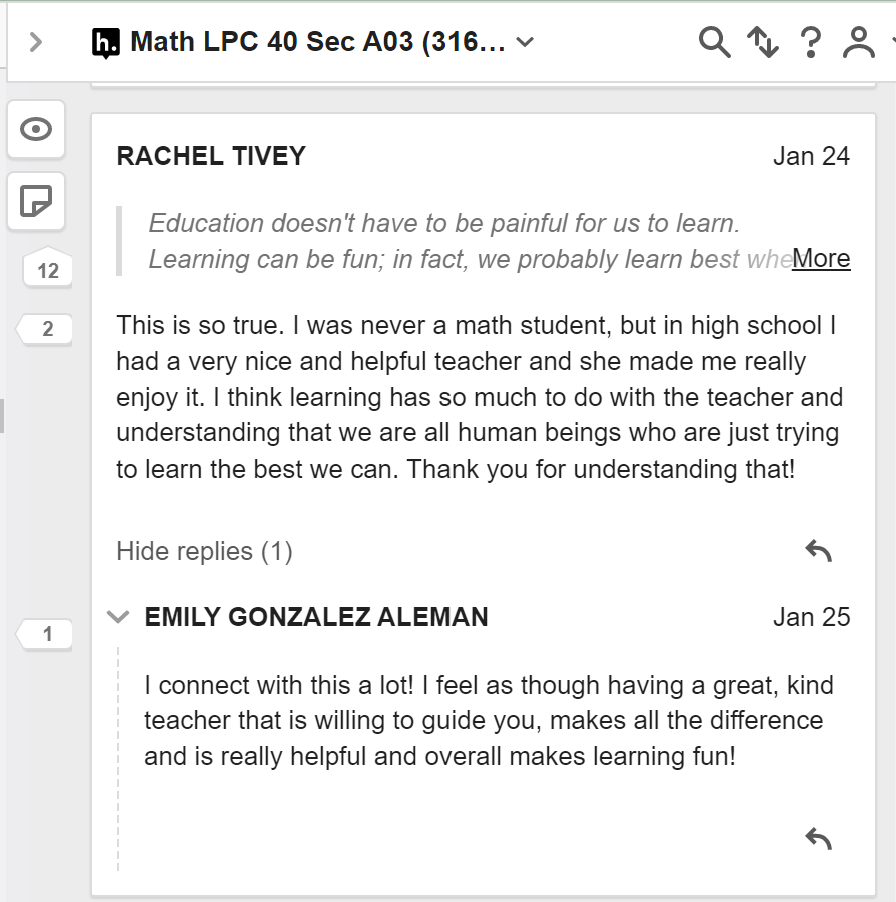 h. Math LPC 40 Sec A03 (316...
RACHEL TIVEY Jan 24
Education doesn't have to be painful for us to learn.
Learning can be fun; in fact, we probably learn best whe More
12
2
This is so true. I was never a math student, but in high school I
had a very nice and helpful teacher and she made me really
enjoy it. I think learning has so much to do with the teacher and
understanding that we are all human beings who are just trying
to learn the best we can. Thank you for understanding that!
Hide replies (1)
EMILY GONZALEZ ALEMAN Jan 25
1
I connect with this a lot! I feel as though having a great, kind
teacher that is willing to guide you, makes all the difference
and is really helpful and overall makes learning fun!